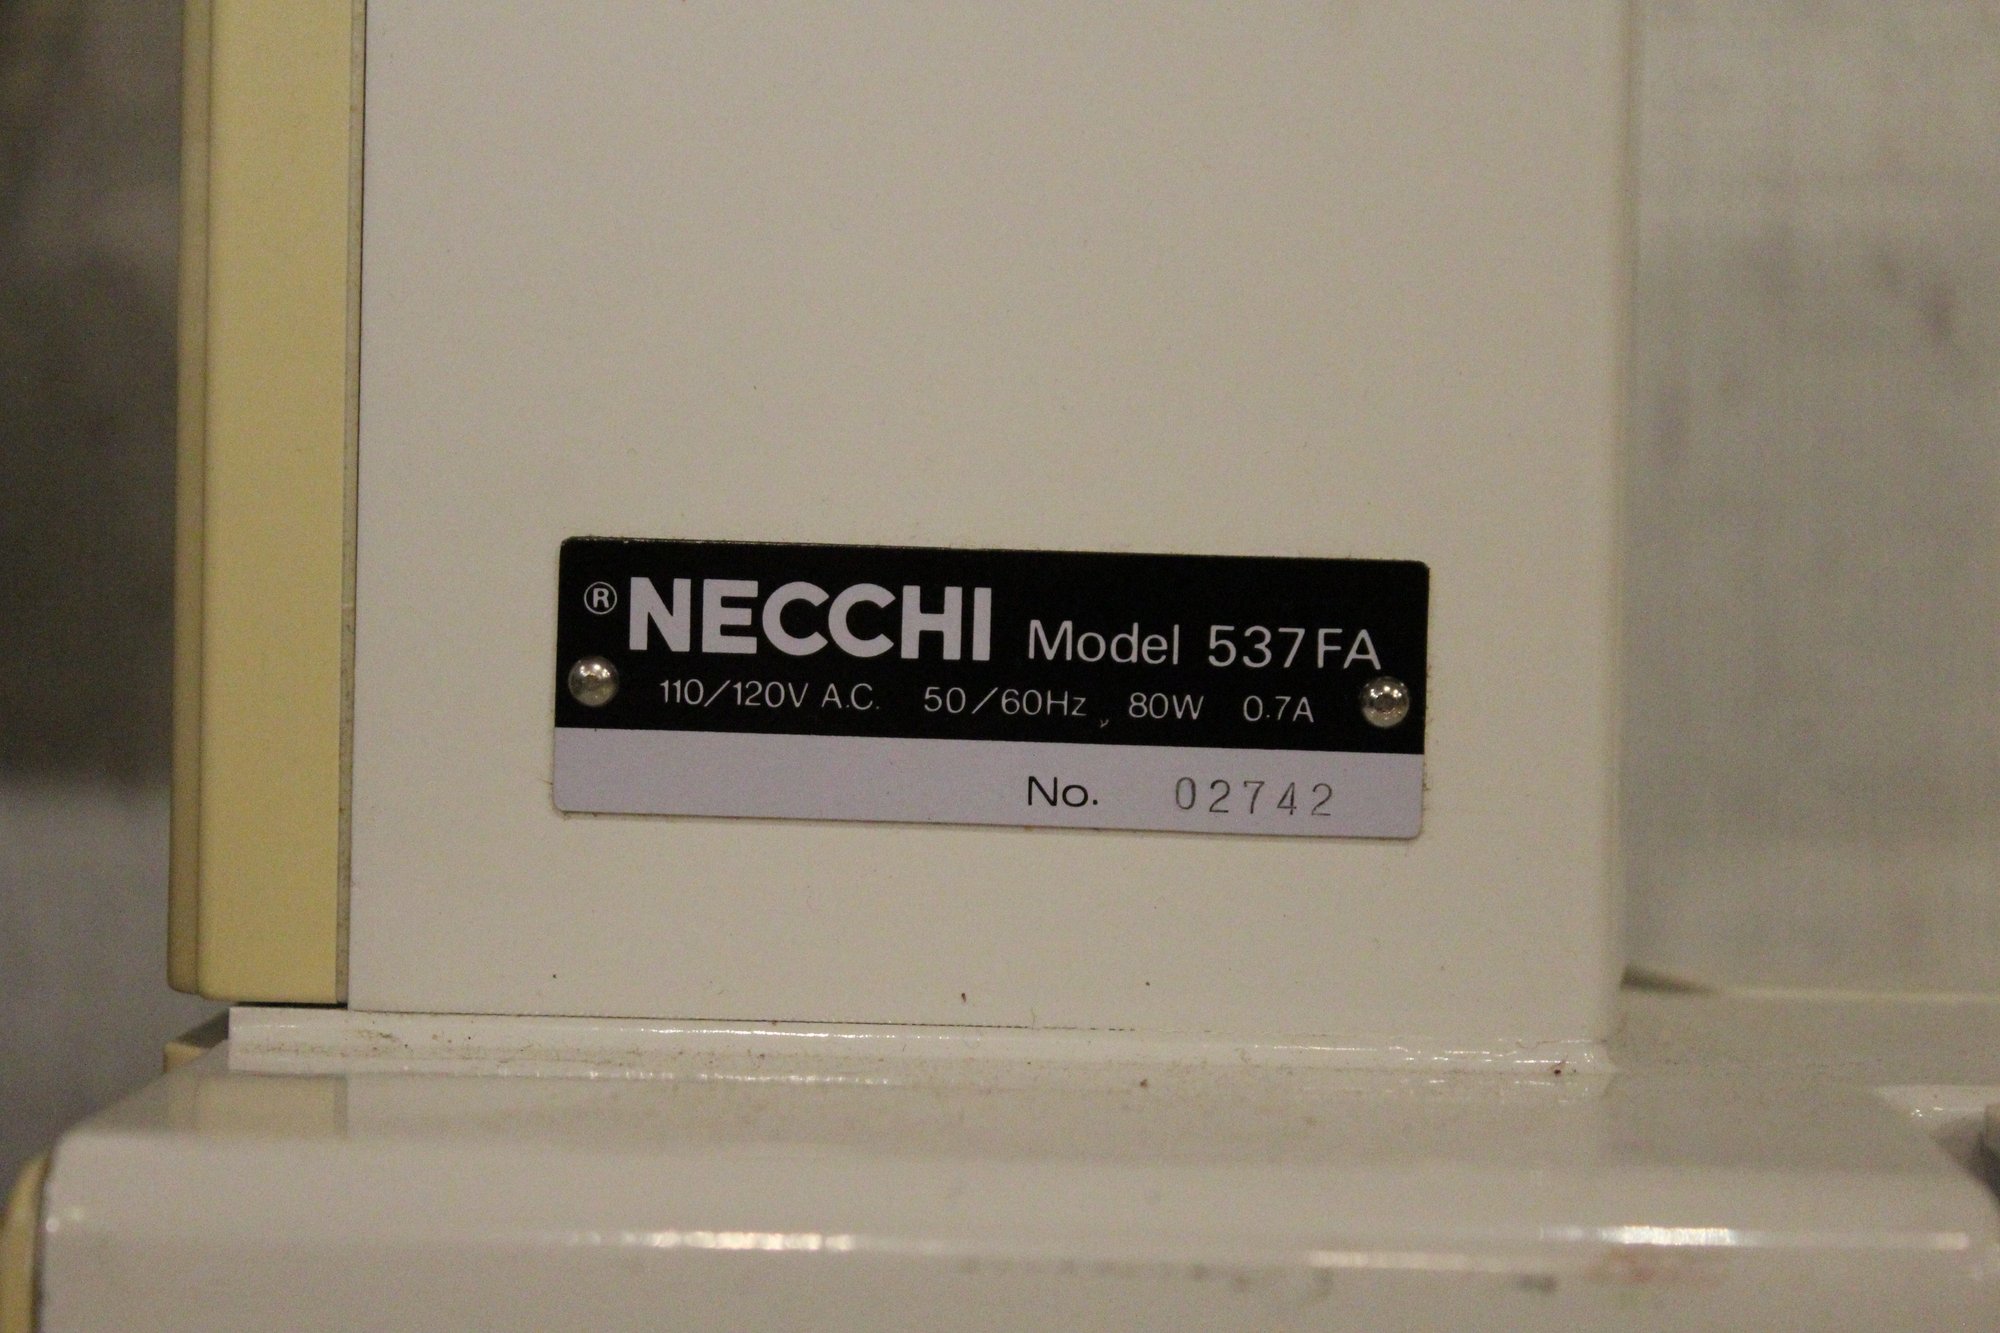 ® NECCHI Model 537FA
110/120V A.C. 50/60Hz 80W 0.7A
No. 02742